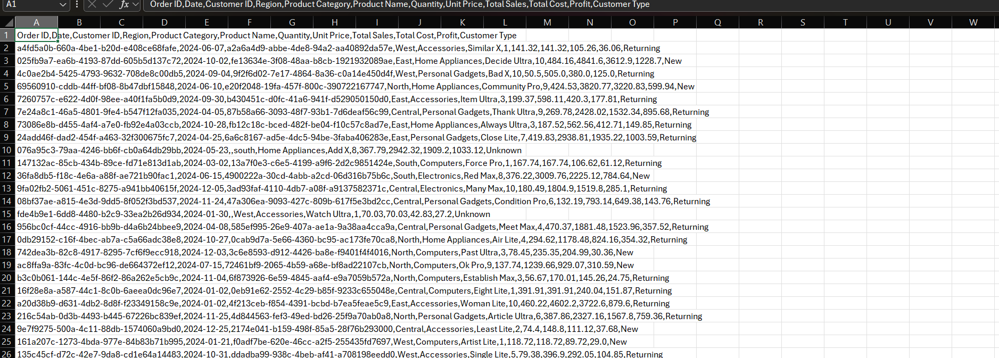 A1 fx Order ID,Date,Customer ID,Region,Product Category,Product Name,Quantity,Unit Price,Total Sales,Total Cost,Profit,Customer Type
A B C D E F G H I J K L M N O P Q R S T U V W
1 Order ID,Date,Customer ID,Region,Product Category,Product Name,Quantity,Unit Price,Total Sales,Total Cost,Profit,Customer Type
2 a4fd5a0b-660a-4be1-b20d-e408ce68fafe,2024-06-07,a2a6a4d9-abbe-4de8-94a2-aa40892da57e,West,Accessories,Similar X,1,141.32,141.32,105.26,36.06,Returning
3 025fb9a7-ea6b-4193-87dd-605b5d137c72,2024-10-02,fe13634e-3f08-48aa-b8cb-1921932089ae,East,Home Appliances,Decide Ultra,10,484.16,4841.6,3612.9,1228.7,New
4 4c0ae2b4-5425-4793-9632-708de8c00db5,2024-09-04,9f2f6d02-7e17-4864-8a36-c0a14e450d4f,West,Personal Gadgets,Bad X,10,50.5,505.0,380.0,125.0,Returning
5 69560910-cddb-44ff-bf08-8b47dbf15848,2024-06-10,e20f2048-19fa-457f-800c-390722167747,North,Home Appliances,Community Pro,9,424.53,3820.77,3220.83,599.94,New
6 7260757c-e622-4d0f-98ee-a40f1fa5b0d9,2024-09-30,b430451c-d0fc-41a6-941f-d529050150d0,East,Accessories,Item Ultra,3,199.37,598.11,420.3,177.81,Returning
7 7e24a8c1-46a5-4801-9fe4-b547f12fa035,2024-04-05,87b58a66-3093-48f7-93b1-7d6deaf56c99,Central,Personal Gadgets,Thank Ultra,9,269.78,2428.02,1532.34,895.68,Returning
8 73086e8b-d455-4af4-a7e0-fb92e4a03ccb,2024-10-28,fb12c18c-bced-482f-be04-f10c57c8ad7e,East,Home Appliances,Always Ultra,3,187.52,562.56,412.71,149.85,Returning
9 24add46f-dad2-454f-a463-32f300675fc7,2024-04-25,6a6c8167-ad5e-4dc5-94be-3faba406283e,East,Personal Gadgets,Close Lite,7,419.83,2938.81,1935.22,1003.59,Returning
10 076a95c3-79aa-4246-bb6f-cb0a64db29bb,2024-05-23,,south,Home Appliances,Add X,8,367.79,2942.32,1909.2,1033.12,Unknown
11 147132ac-85cb-434b-89ce-fd71e813d1ab,2024-03-02,13a7f0e3-c6e5-4199-a9f6-2d2c9851424e,South,Computers,Force Pro,1,167.74,167.74,106.62,61.12,Returning
12 36fa8db5-f18c-4e6a-a88f-ae721b90fac1,2024-06-15,4900222a-30cd-4abb-a2cd-06d316b75b6c,South,Electronics,Red Max,8,376.22,3009.76,2225.12,784.64,New
13 9fa02fb2-5061-451c-8275-a941bb40615f,2024-12-05,3ad93faf-4110-4db7-a08f-a9137582371c,Central,Electronics,Many Max,10,180.49,1804.9,1519.8,285.1,Returning
14 08bf37ae-a815-4e3d-9dd5-8f052f3bd537,2024-11-24,47a306ea-9093-427c-809b-617f5e3bd2cc,Central,Personal Gadgets,Condition Pro,6,132.19,793.14,649.38,143.76,Returning
15 fde4b9e1-6dd8-4480-b2c9-33ea2b26d934,2024-01-30,,West,Accessories,Watch Ultra,1,70.03,70.03,42.83,27.2,Unknown
16 956bc0cf-44cc-4916-bb9b-d4a6b24bbee9,2024-04-08,585ef995-26e9-407a-ae1a-9a38aa4cca9a,Central,Personal Gadgets,Meet Max,4,470.37,1881.48,1523.96,357.52,Returning
17 0db29152-c16f-4bec-ab7a-c5a66adc38e8,2024-10-27,0cab9d7a-5e66-4360-bc95-ac173fe70ca8,North,Home Appliances,Air Lite,4,294.62,1178.48,824.16,354.32,Returning
18 742dea3b-82c8-4917-8295-7cf6f9ecc918,2024-12-03,3c6e8593-d912-4426-ba8e-f9401f4f4016,North,Computers,Past Ultra,3,78.45,235.35,204.99,30.36,New
19 ac8ffa9a-83fc-4c0d-bc96-de664372ef12,2024-07-15,72461bf9-2065-4b59-a68e-bf8ad22107cb,North,Computers,Ok Pro,9,137.74,1239.66,929.07,310.59,New
20 b3c0b061-144c-4e5f-86f2-86a262e5cb9c,2024-11-04,6f873926-6e59-4845-aaf4-e9a7059b572a,North,Computers,Establish Max,3,56.67,170.01,145.26,24.75,Returning
21 16f28e8a-a587-44c1-8c0b-6aeea0dc96e7,2024-01-02,0eb91e62-2552-4c29-b85f-9233c655048e,Central,Computers,Eight Lite,1,391.91,391.91,240.04,151.87,Returning
22 a20d38b9-d631-4db2-8d8f-f23349158c9e,2024-01-02,4f213ceb-f854-4391-bcbd-b7ea5feae5c9,East,Accessories,Woman Lite,10,460.22,4602.2,3722.6,879.6,Returning
23 216c54ab-0d3b-4493-b445-67226bc839ef,2024-11-25,4d844563-fef3-49ed-bd26-25f9a70ab0a8,North,Personal Gadgets,Article Ultra,6,387.86,2327.16,1567.8,759.36,Returning
24 9e7f9275-500a-4c11-88db-1574060a9bd0,2024-12-25,2174e041-b159-498f-85a5-28f76b293000,Central,Accessories,Least Lite,2,74.4,148.8,111.12,37.68,New
25 161a207c-1273-4bda-977e-84b83b71b995,2024-01-21,f0adf7be-620e-46cc-a2f5-255435fd7697,West,Computers,Artist Lite,1,118.72,118.72,89.72,29.0,New
26 135c45cf-d72c-42e7-9da8-cd1e64a14483,2024-10-31,ddadba99-938c-4beb-af41-a708198eedd0,West,Accessories,Single Lite,5,79.38,396.9,292.05,104.85,Returning